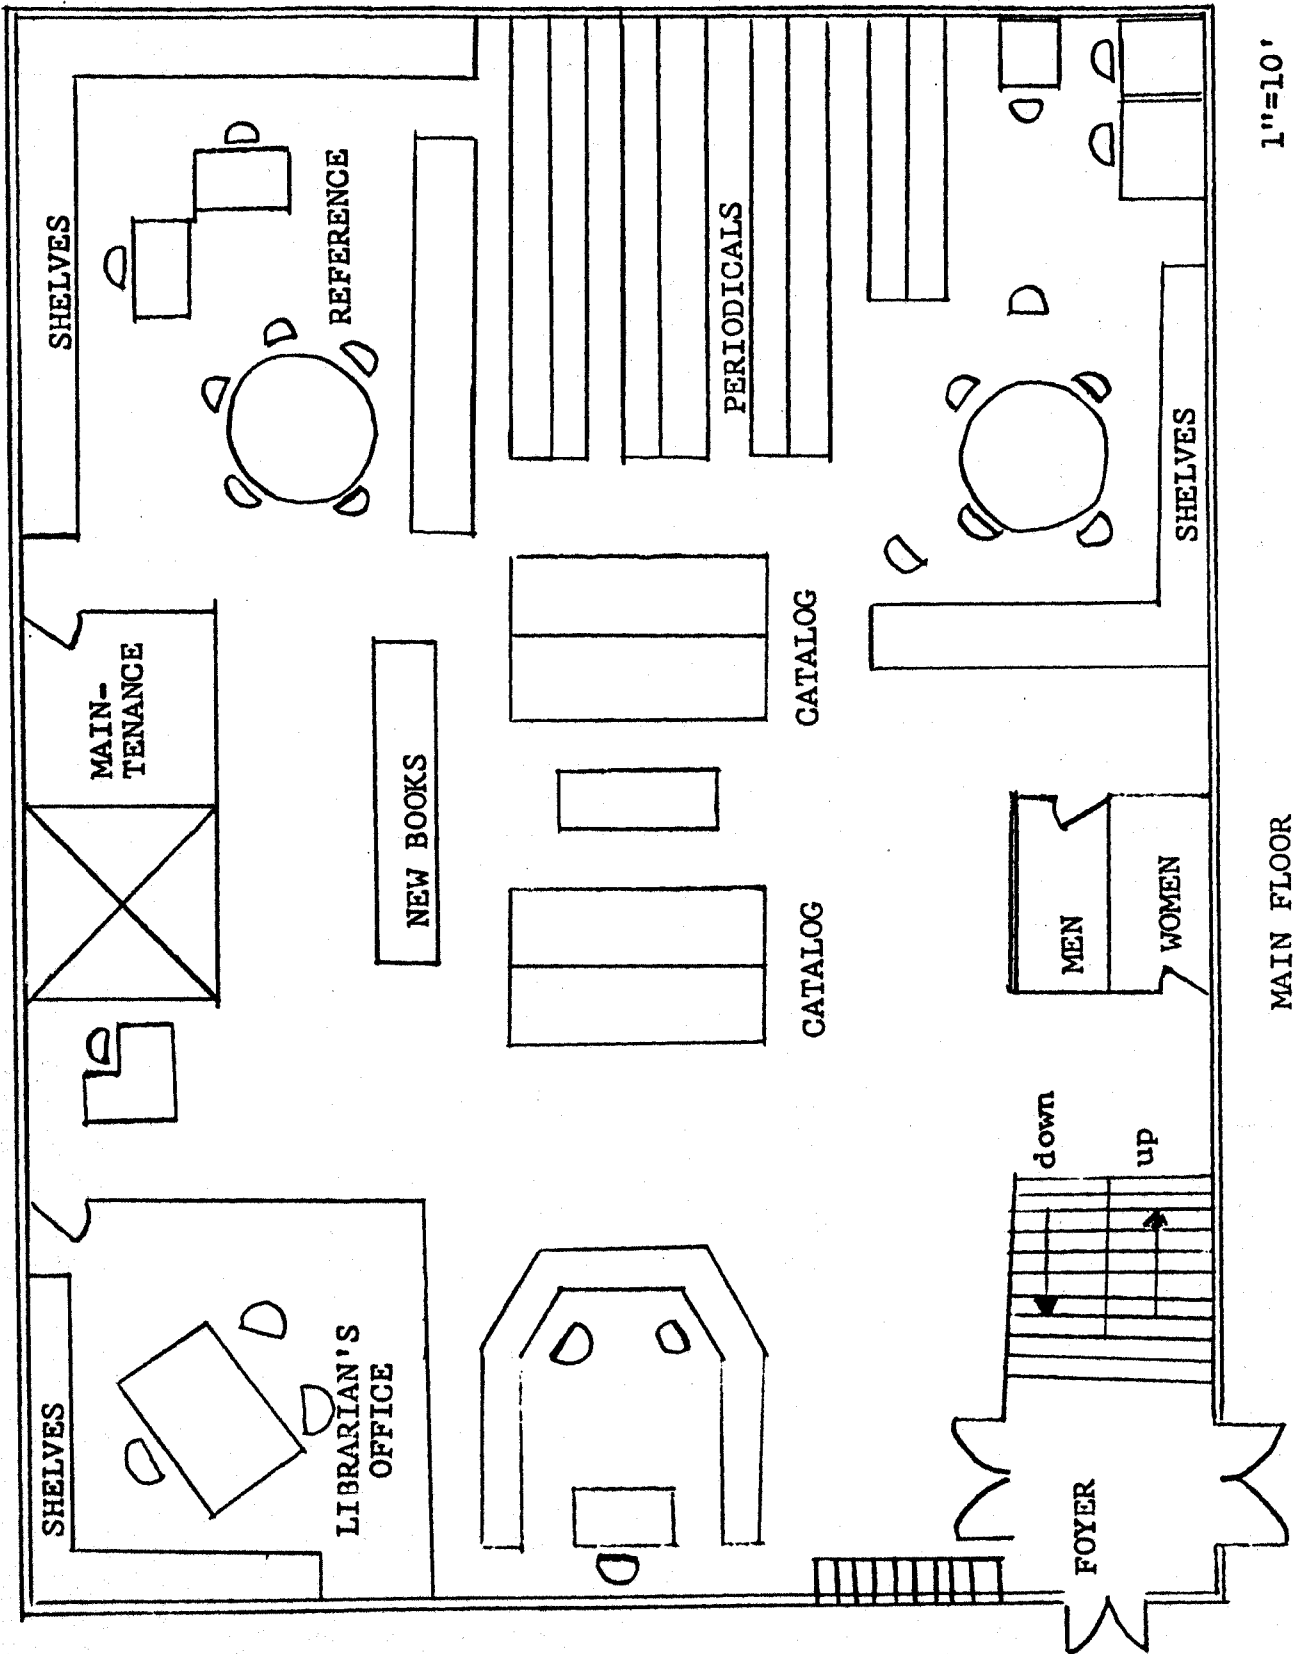 SHELVES
REFERENCE
PERIODICALS
SHELVES
MAIN-
TENANCE
NEW BOOKS
CATALOG
CATALOG
MEN
WOMEN
down
up
SHELVES
LIBRARIAN'S
OFFICE
FOYER
MAIN FLOOR
1"=10'